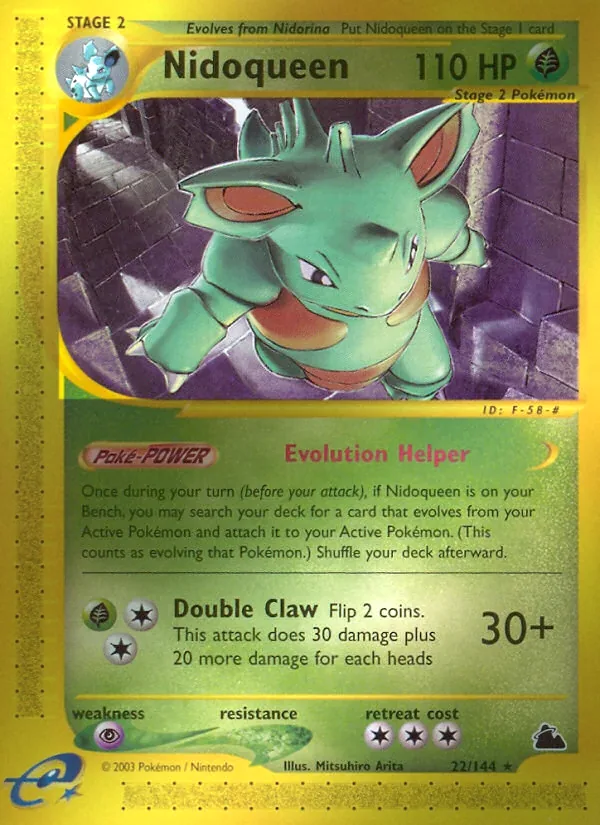 STAGE 2
Evolves from Nidorina Put Nidoqueen on the Stage 1 card
Nidoqueen 110 HP
Stage 2 Pokémon
ID: F-58-#
Poké-POWER Evolution Helper
Once during your turn (before your attack), if Nidoqueen is on your
Bench, you may search your deck for a card that evolves from your
Active Pokémon and attach it to your Active Pokémon. (This
counts as evolving that Pokémon.) Shuffle your deck afterward.
Double Claw Flip 2 coins.
This attack does 30 damage plus
20 more damage for each heads
30+
weakness resistance retreat cost
© 2003 Pokémon / Nintendo Illus. Mitsuhiro Arita 22/144 ★
e